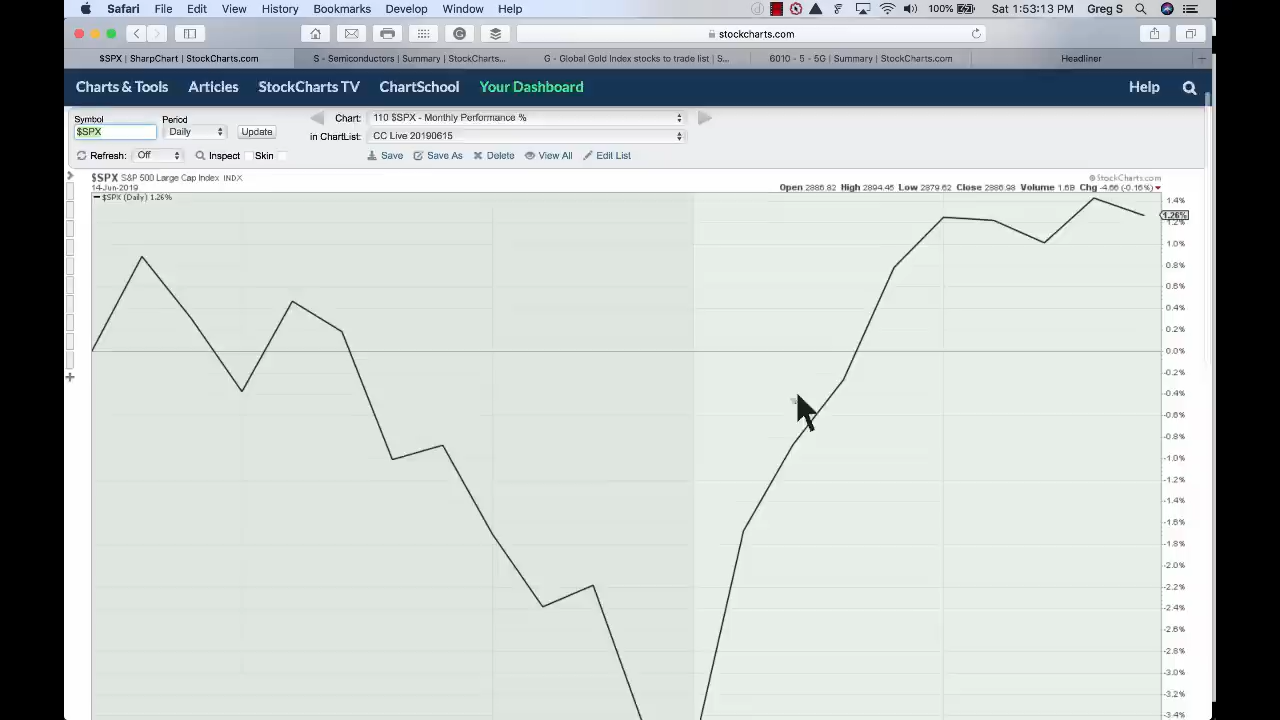 Safari File Edit View History Bookmarks Develop Window Help 100% Sat 1:53:13 PM Greg S
stockcharts.com
$SPX | SharpChart | StockCharts.com S - Semiconductors | Summary | StockCharts... G - Global Gold Index stocks to trade list | S... 6010 - 5 - 5G | Summary | StockCharts.com Headliner
Charts & Tools Articles StockCharts TV ChartSchool Your Dashboard Help
Symbol Period Chart: 110 $SPX - Monthly Performance %
$SPX Daily Update in ChartList: CC Live 20190615
Refresh: Off Inspect Skin Save Save As Delete View All Edit List
$SPX S&P 500 Large Cap Index INDX © StockCharts.com
14-Jun-2019 Open 2886.82 High 2894.45 Low 2879.62 Close 2886.98 Volume 1.6B Chg -4.66 (-0.16%)
$SPX (Daily) 1.26%
1.4%
1.26%
1.2%
1.0%
0.8%
0.6%
0.4%
0.2%
0.0%
-0.2%
-0.4%
-0.6%
-0.8%
-1.0%
-1.2%
-1.4%
-1.6%
-1.8%
-2.0%
-2.2%
-2.4%
-2.6%
-2.8%
-3.0%
-3.2%
-3.4%